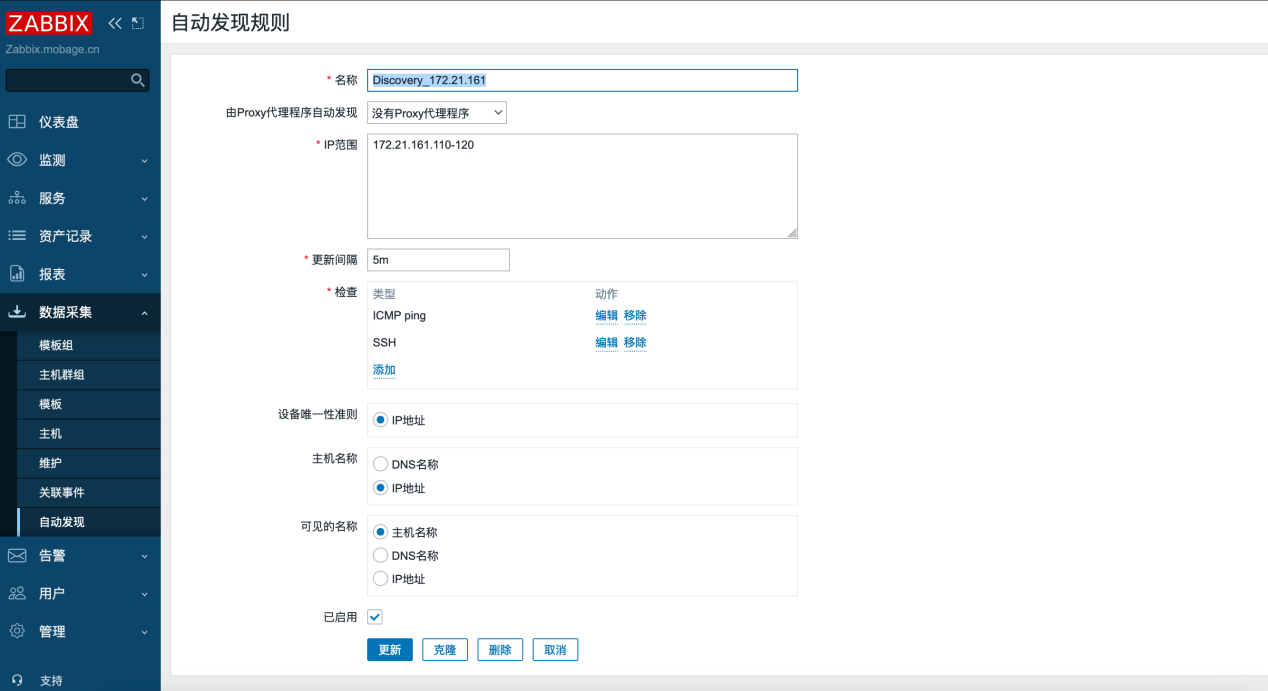 ZABBIX
自动发现规则
Zabbix.mobage.cn
* 名称 Discovery_172.21.161
由Proxy代理程序自动发现 没有Proxy代理程序
* IP范围 172.21.161.110-120
* 更新间隔 5m
* 检查 类型 动作
ICMP ping 编辑 移除
SSH 编辑 移除
添加
设备唯一性准则 IP地址
主机名称 DNS名称
IP地址
可见的名称 主机名称
DNS名称
IP地址
已启用
更新 克隆 删除 取消
仪表盘
监测
服务
资产记录
报表
数据采集
模板组
主机群组
模板
主机
维护
关联事件
自动发现
告警
用户
管理
支持